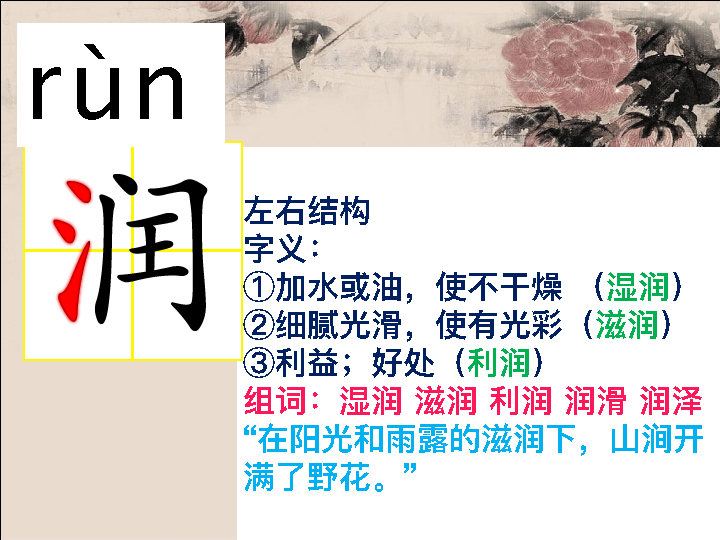 rùn
润
左右结构
字义：
①加水或油，使不干燥 （湿润）
②细腻光滑，使有光彩（滋润）
③利益；好处（利润）
组词：湿润 滋润 利润 润滑 润泽
“在阳光和雨露的滋润下，山涧开
满了野花。”